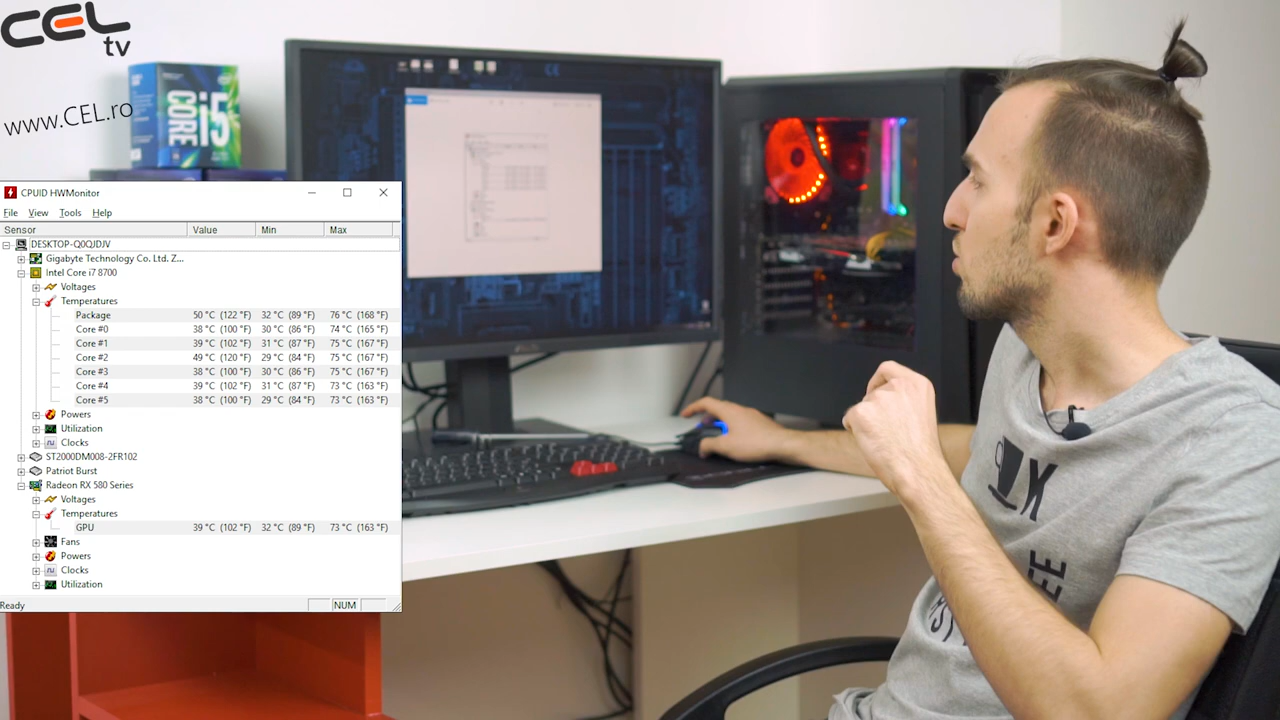 CEL
tv
www.CEL.ro
CORE i5
CPUID HWMonitor
File View Tools Help
Sensor Value Min Max
DESKTOP-Q0QJDJV
Gigabyte Technology Co. Ltd. Z...
Intel Core i7 8700
Voltages
Temperatures
Package 50 °C (122 °F) 32 °C (89 °F) 76 °C (168 °F)
Core #0 38 °C (100 °F) 30 °C (86 °F) 74 °C (165 °F)
Core #1 39 °C (102 °F) 31 °C (87 °F) 75 °C (167 °F)
Core #2 49 °C (120 °F) 29 °C (84 °F) 75 °C (167 °F)
Core #3 38 °C (100 °F) 30 °C (86 °F) 75 °C (167 °F)
Core #4 39 °C (102 °F) 31 °C (87 °F) 73 °C (163 °F)
Core #5 38 °C (100 °F) 29 °C (84 °F) 73 °C (163 °F)
Powers
Utilization
Clocks
ST2000DM008-2FR102
Patriot Burst
Radeon RX 580 Series
Voltages
Temperatures
GPU 39 °C (102 °F) 32 °C (89 °F) 73 °C (163 °F)
Fans
Powers
Clocks
Utilization
Ready NUM